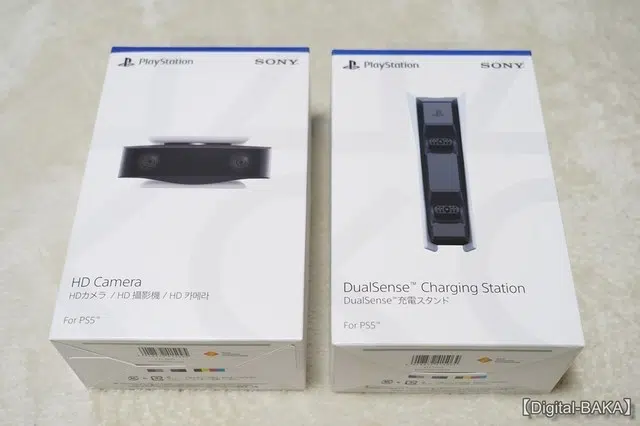 PlayStation SONY
HD Camera
HDカメラ / HD 攝影機 / HD 카메라
For PS5™
PlayStation SONY
DualSense™ Charging Station
DualSense™充電スタンド
For PS5™
【Digital-BAKA】